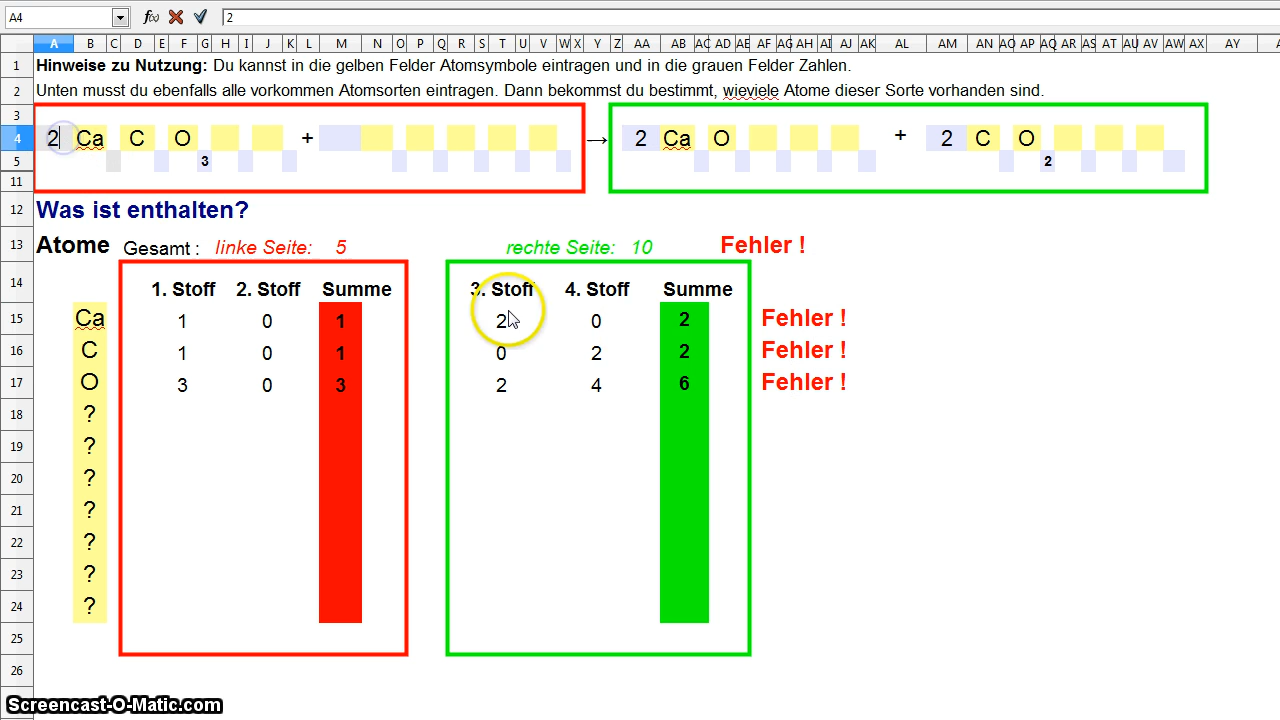 A4 f(x) 2
A B C D E F G H I J K L M N O P Q R S T U V W X Y Z AA AB AC AD AE AF AG AH AI AJ AK AL AM AN AO AP AQ AR AS AT AU AV AW AX AY
1 Hinweise zu Nutzung: Du kannst in die gelben Felder Atomsymbole eintragen und in die grauen Felder Zahlen.
2 Unten musst du ebenfalls alle vorkommen Atomsorten eintragen. Dann bekommst du bestimmt, wieviele Atome dieser Sorte vorhanden sind.
3
4 2 Ca C O + → 2 Ca O + 2 C O
5 3 2
11
12 Was ist enthalten?
13 Atome Gesamt : linke Seite: 5 rechte Seite: 10 Fehler !
14 1. Stoff 2. Stoff Summe 3. Stoff 4. Stoff Summe
15 Ca 1 0 1 2 0 2 Fehler !
16 C 1 0 1 0 2 2 Fehler !
17 O 3 0 3 2 4 6 Fehler !
18 ?
19 ?
20 ?
21 ?
22 ?
23 ?
24 ?
25
26
Screencast-O-Matic.com